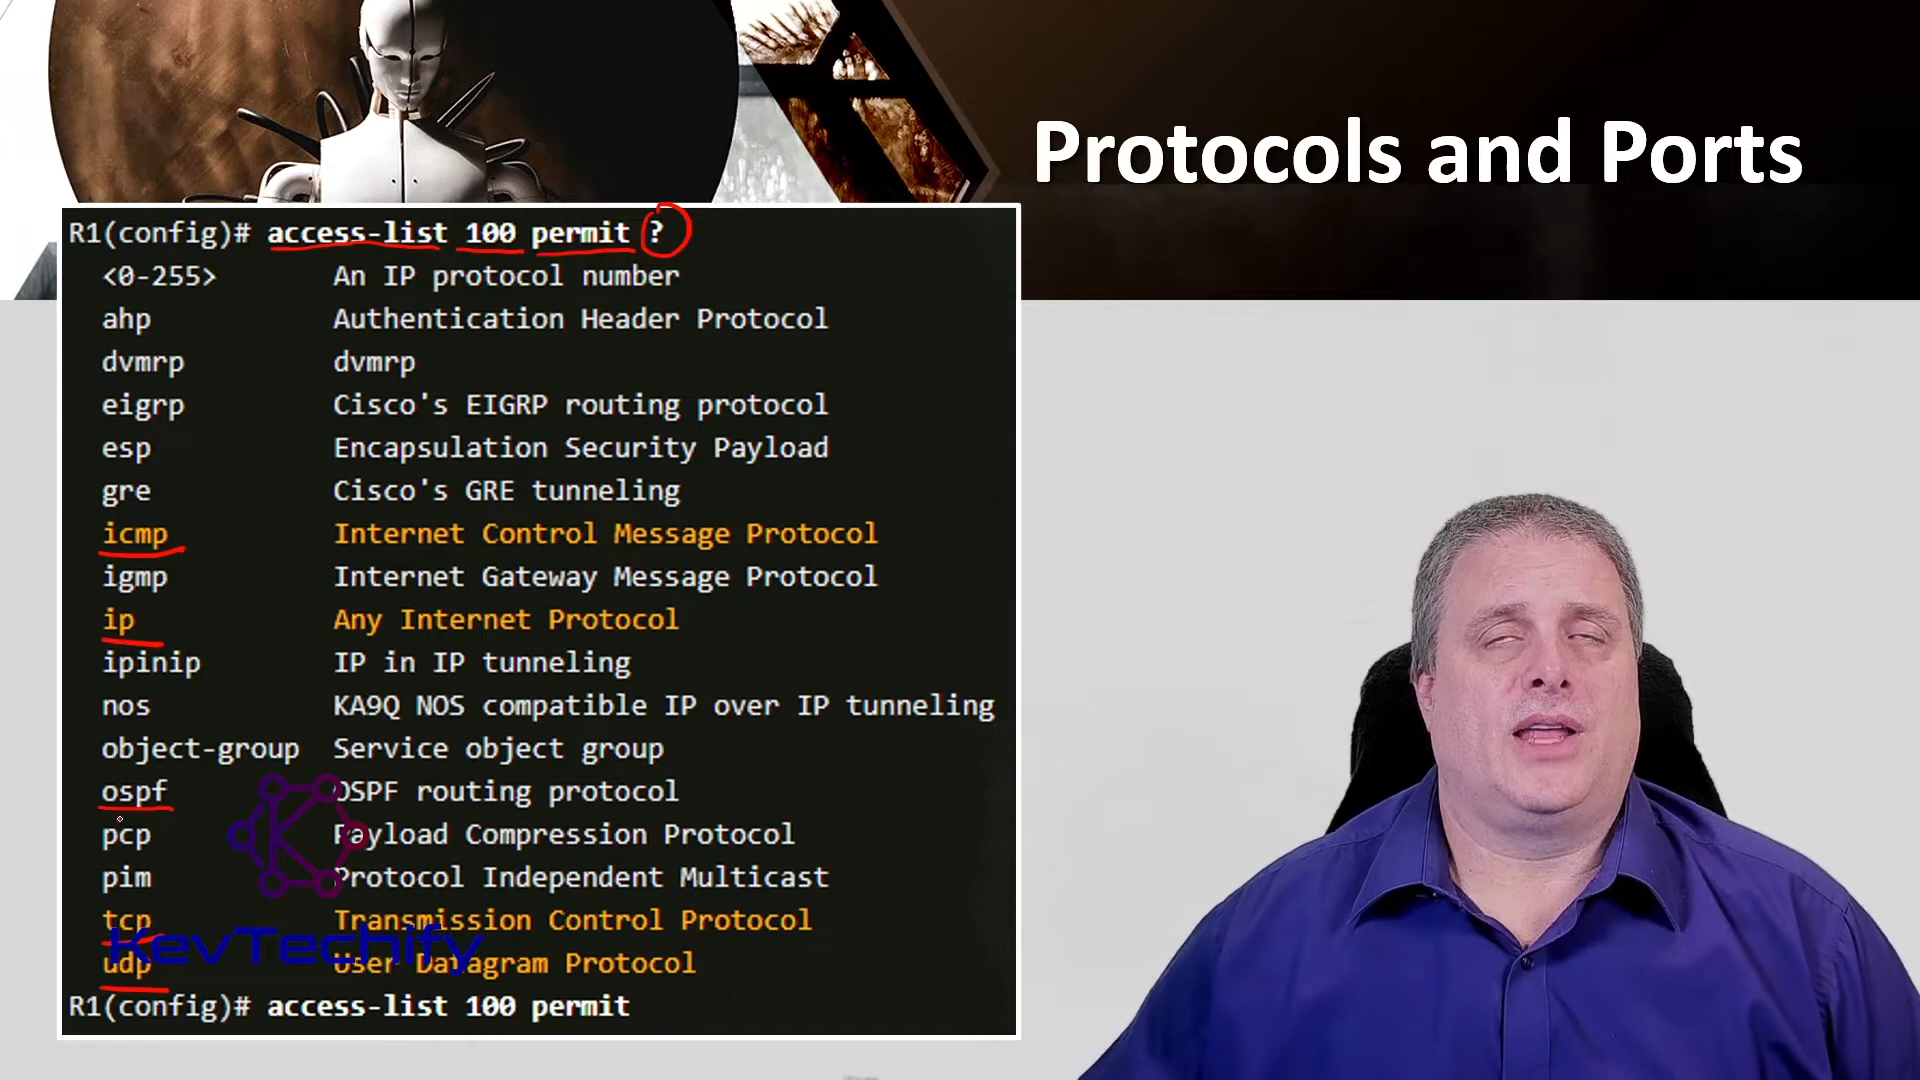 Protocols and Ports
R1(config)# access-list 100 permit ?
<0-255> An IP protocol number
ahp Authentication Header Protocol
dvmrp dvmrp
eigrp Cisco's EIGRP routing protocol
esp Encapsulation Security Payload
gre Cisco's GRE tunneling
icmp Internet Control Message Protocol
igmp Internet Gateway Message Protocol
ip Any Internet Protocol
ipinip IP in IP tunneling
nos KA9Q NOS compatible IP over IP tunneling
object-group Service object group
ospf OSPF routing protocol
pcp Payload Compression Protocol
pim Protocol Independent Multicast
tcp Transmission Control Protocol
KevTechify
udp User Datagram Protocol
R1(config)# access-list 100 permit